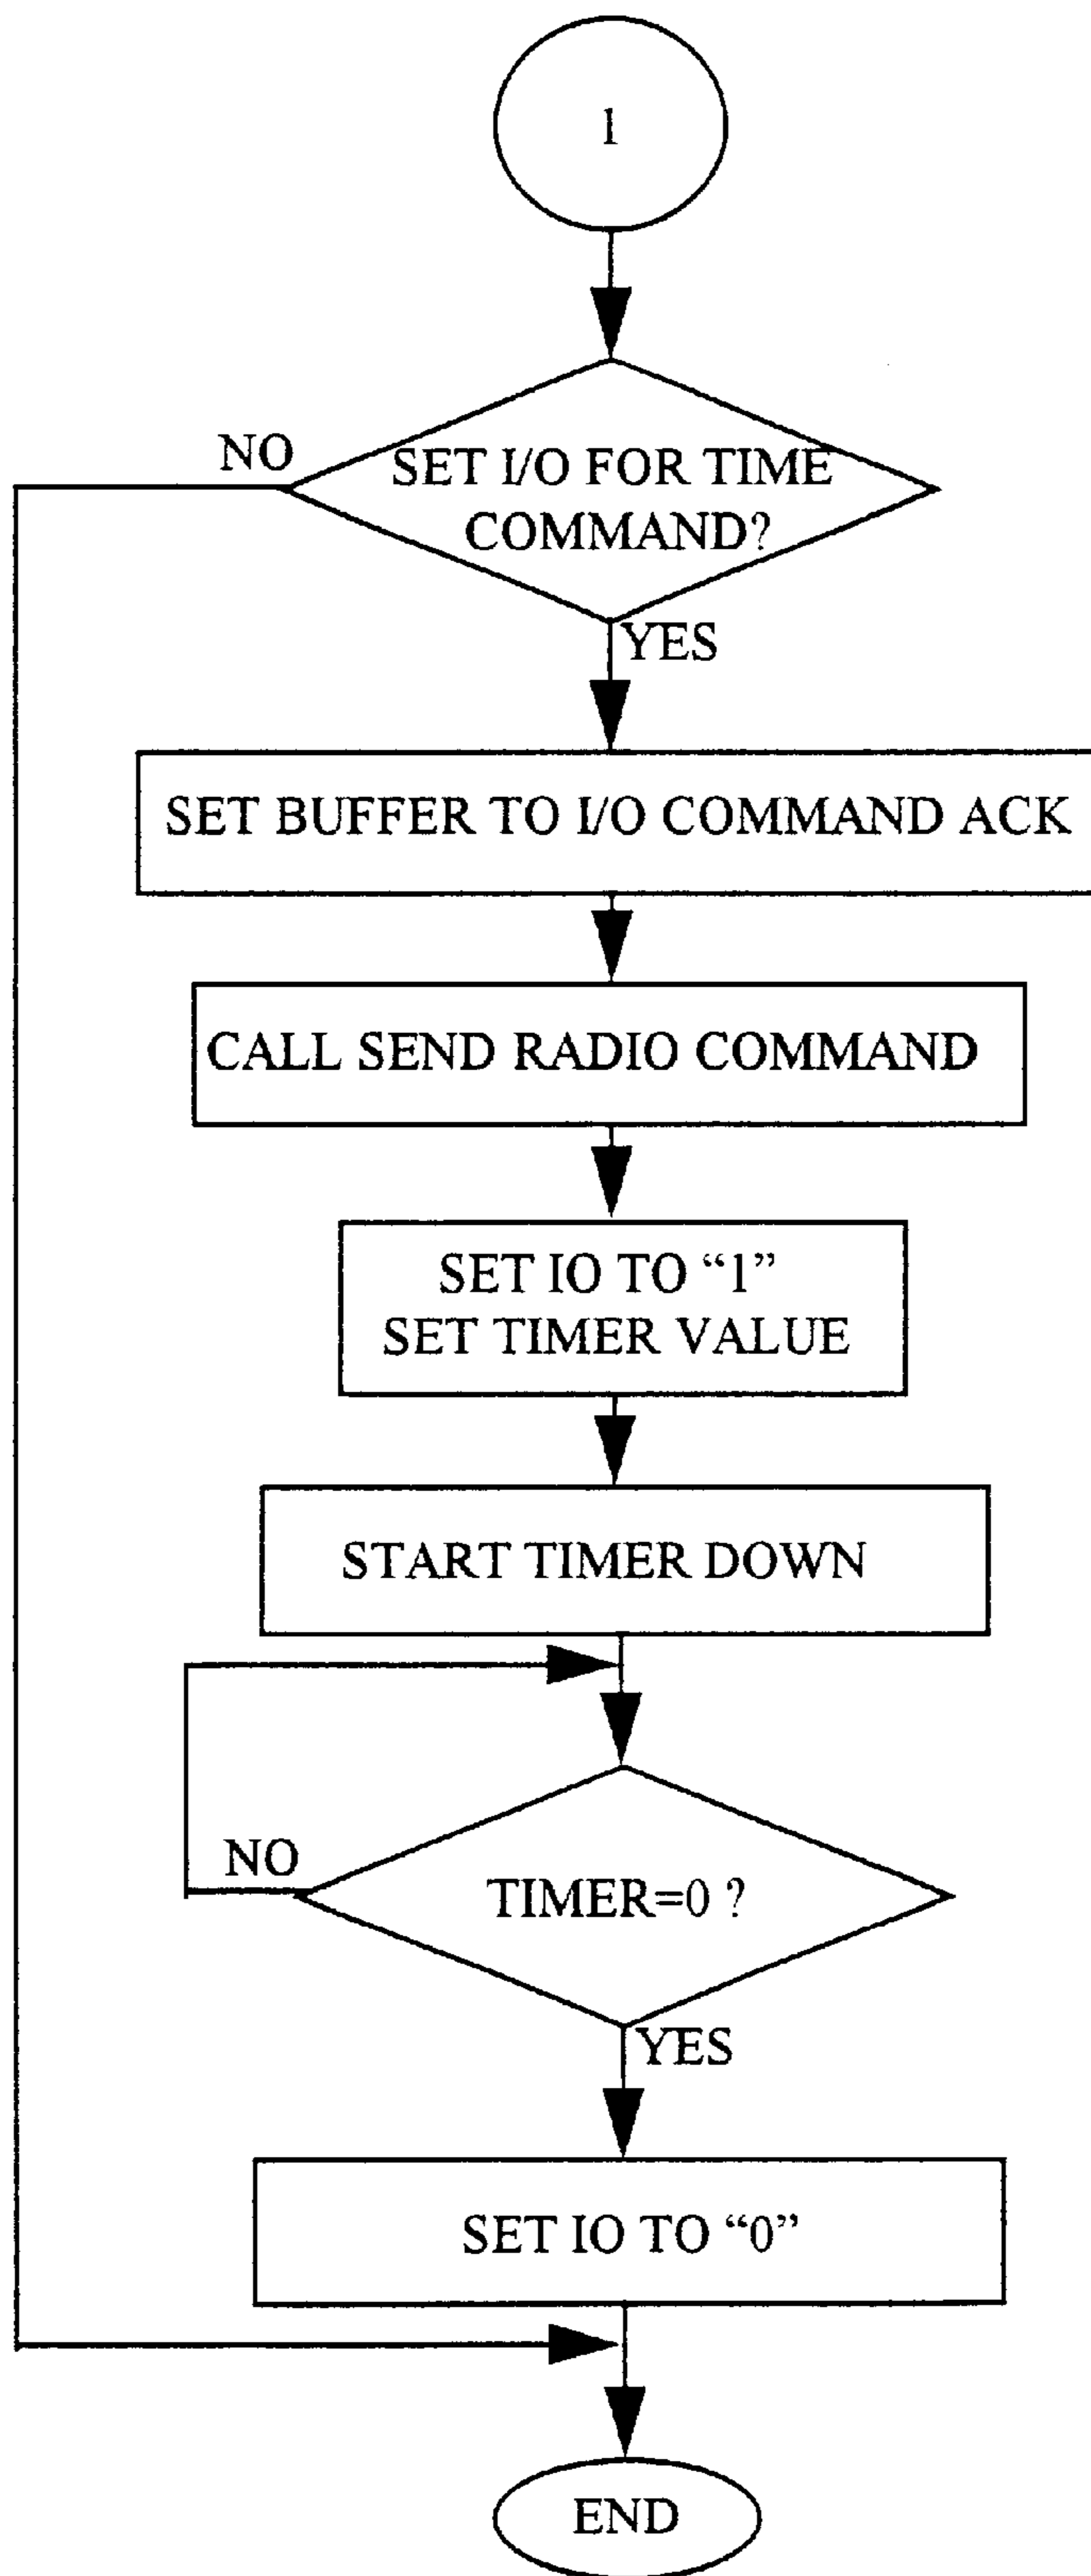 1
NO
SET I/O FOR TIME
COMMAND?
YES
SET BUFFER TO I/O COMMAND ACK
CALL SEND RADIO COMMAND
SET IO TO “1”
SET TIMER VALUE
START TIMER DOWN
NO
TIMER=0 ?
YES
SET IO TO “0”
END